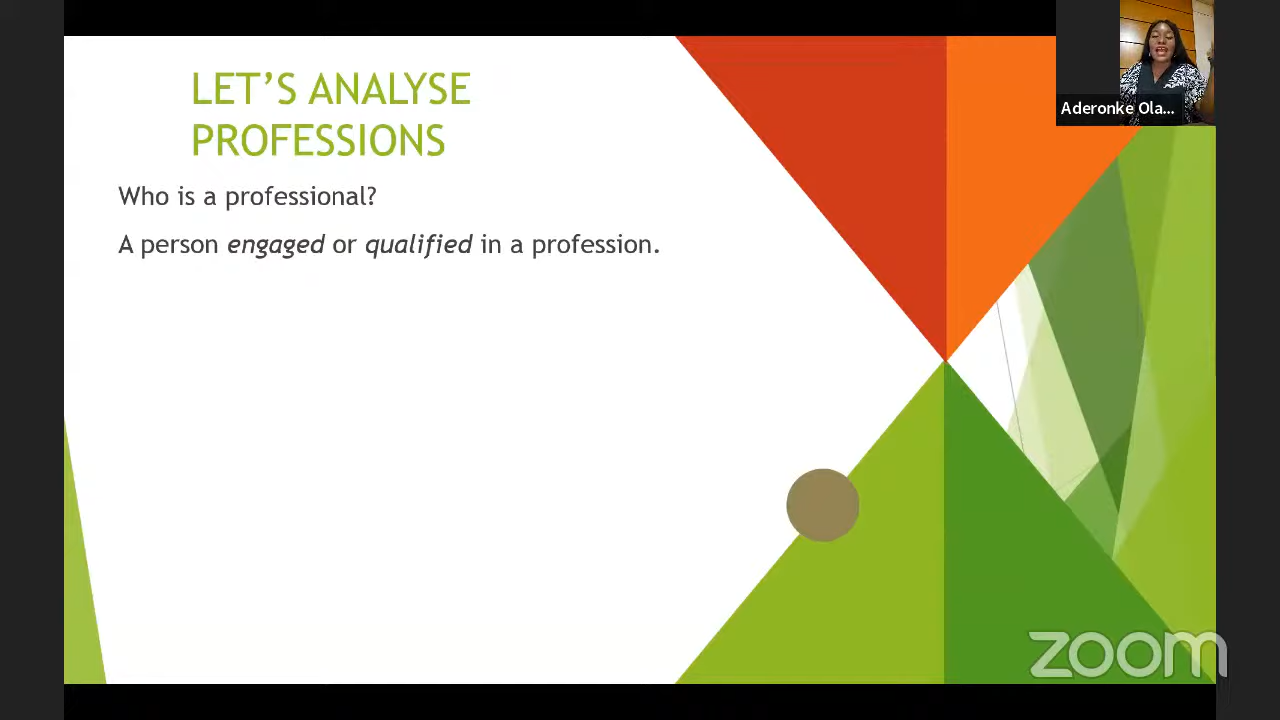 LET’S ANALYSE
PROFESSIONS
Who is a professional?
A person engaged or qualified in a profession.
Aderonke Ola...
zoom